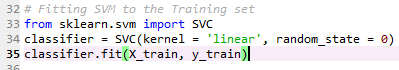 32 # Fitting SVM to the Training set
33 from sklearn.svm import SVC
34 classifier = SVC(kernel = 'linear', random_state = 0)
35 classifier.fit(X_train, y_train)
36